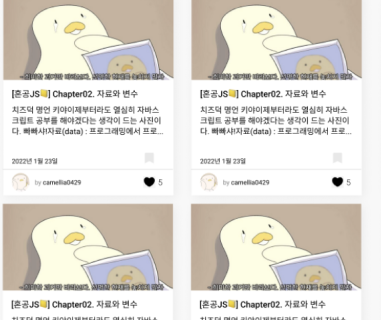 [혼공JS📒] Chapter02. 자료와 변수
치즈덕 명언 키야이제부터라도 열심히 자바스
크립트 공부를 해야겠다는 생각이 드는 사진이
다. 빠빠샤!자료(data) : 프로그래밍에서 프로...
2022년 1월 23일
by camellia0429
5
[혼공JS📒] Chapter02. 자료와 변수
치즈덕 명언 키야이제부터라도 열심히 자바스
크립트 공부를 해야겠다는 생각이 드는 사진이
다. 빠빠샤!자료(data) : 프로그래밍에서 프로...
2022년 1월 23일
by camellia0429
5
[혼공JS📒] Chapter02. 자료와 변수
[혼공JS📒] Chapter02. 자료와 변수